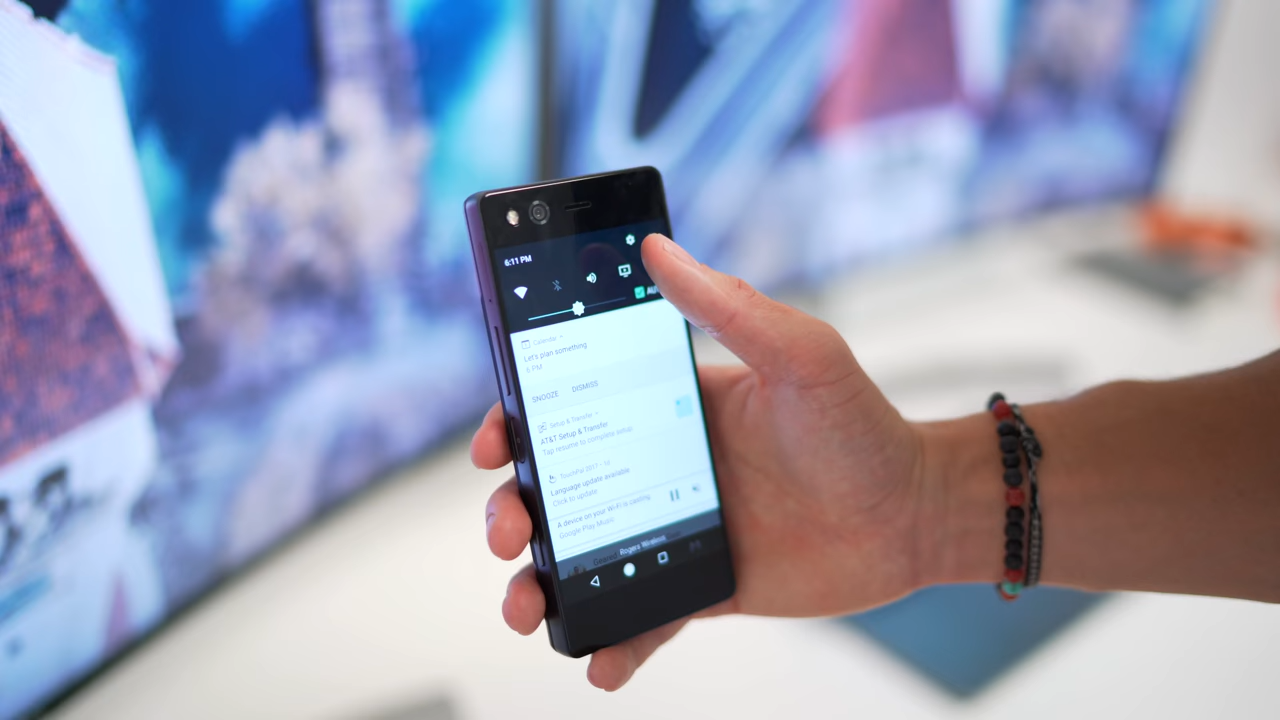 6:11 PM
Calendar
Let's plan something
6 PM
SNOOZE DISMISS
Setup & Transfer
AT&T Setup & Transfer
Tap resume to complete setup.
TouchPal 2017
Language update available
Click to update
A device on your Wi-Fi is casting
Google Play Music
Rogers Wireless